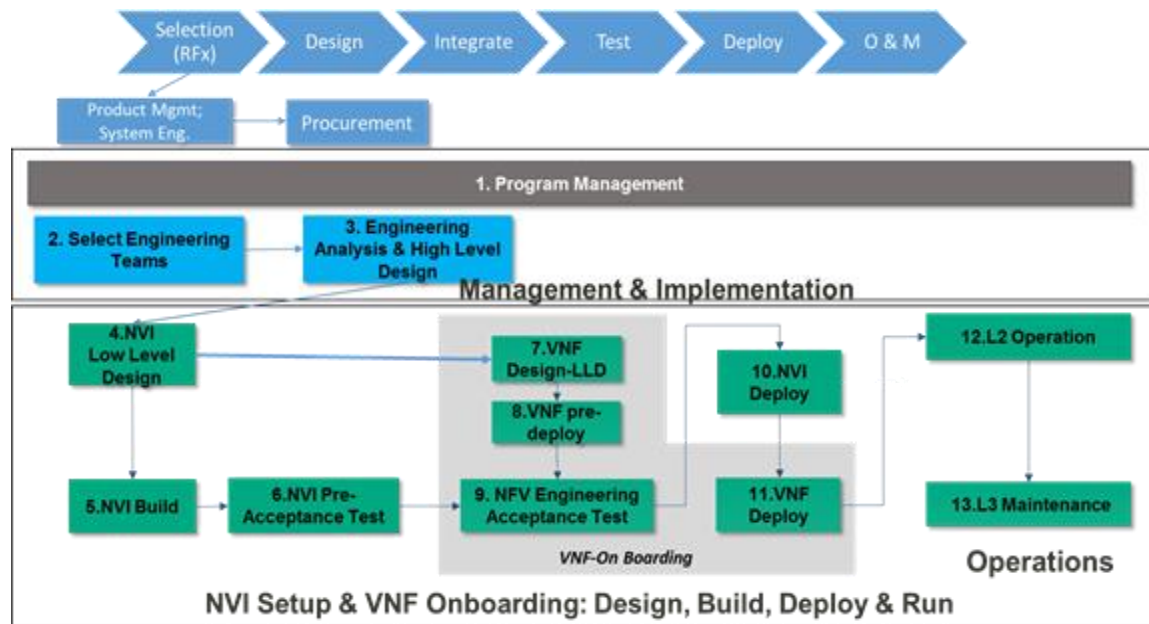 Selection
(RFx)
Design
Integrate
Test
Deploy
O & M
Product Mgmt;
System Eng.
Procurement
1. Program Management
2. Select Engineering
Teams
3. Engineering
Analysis & High Level
Design
Management & Implementation
4.NVI
Low Level
Design
7.VNF
Design-LLD
8.VNF pre-
deploy
10.NVI
Deploy
12.L2 Operation
5.NVI Build
6.NVI Pre-
Acceptance Test
9. NFV Engineering
Acceptance Test
11.VNF
Deploy
13.L3 Maintenance
VNF-On Boarding
Operations
NVI Setup & VNF Onboarding: Design, Build, Deploy & Run